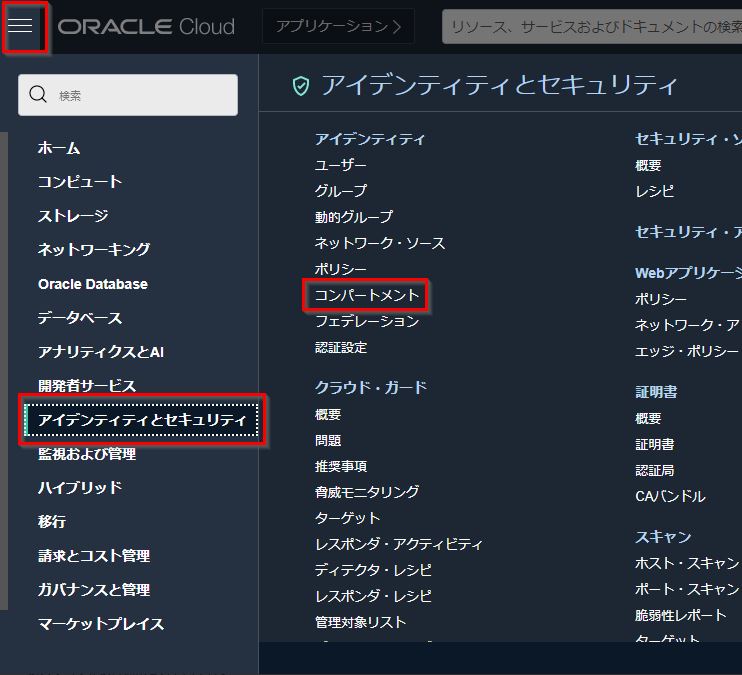 ORACLE Cloud
アプリケーション
リソース、サービスおよびドキュメントの検索
検索
ホーム
コンピュート
ストレージ
ネットワーキング
Oracle Database
データベース
アナリティクスとAI
開発者サービス
アイデンティティとセキュリティ
監視および管理
ハイブリッド
移行
請求とコスト管理
ガバナンスと管理
マーケットプレイス
アイデンティティとセキュリティ
アイデンティティ
ユーザー
グループ
動的グループ
ネットワーク・ソース
ポリシー
コンパートメント
フェデレーション
認証設定
クラウド・ガード
概要
問題
推奨事項
脅威モニタリング
ターゲット
レスポンダ・アクティビティ
ディテクタ・レシピ
レスポンダ・レシピ
管理対象リスト
セキュリティ・ソ
概要
レシピ
セキュリティ・ア
Webアプリケーシ
ポリシー
ネットワーク・ア
エッジ・ポリシー
証明書
概要
証明書
認証局
CAバンドル
スキャン
ホスト・スキャン
ポート・スキャン
脆弱性レポート
ターゲット